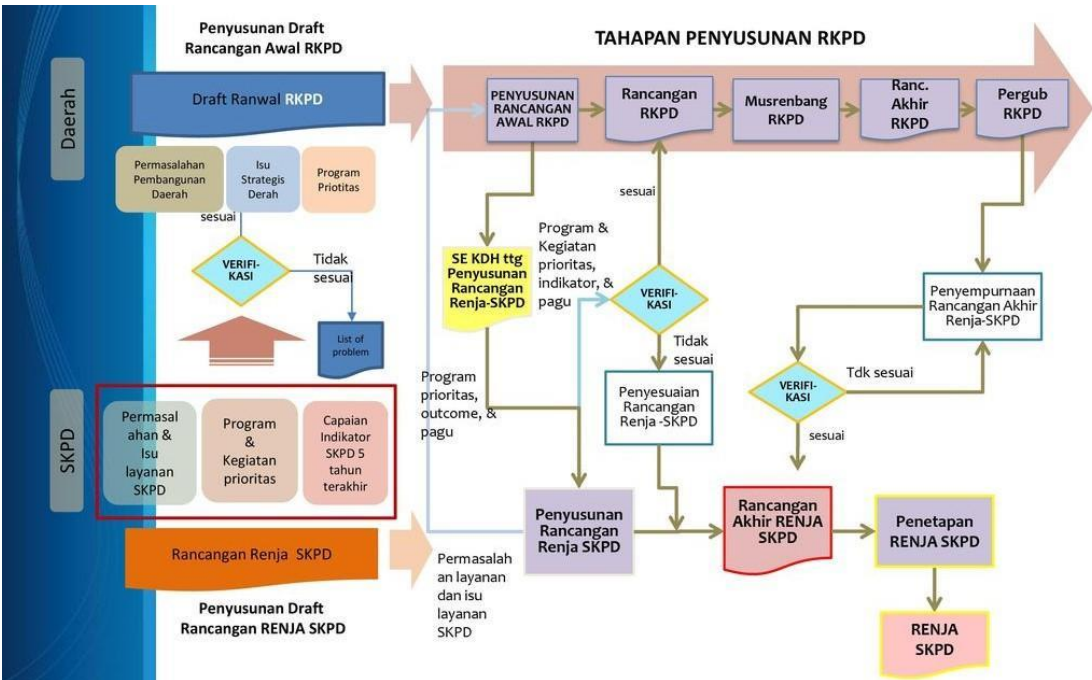 Penyusunan Draft
Rancangan Awal RKPD
TAHAPAN PENYUSUNAN RKPD
Daerah
Draft Ranwal RKPD
PENYUSUNAN
RANCANGAN
AWAL RKPD
Rancangan
RKPD
Musrenbang
RKPD
Ranc.
Akhir
RKPD
Pergub
RKPD
Permasalahan
Pembangunan
Daerah
Isu
Strategis
Derah
Program
Priotitas
sesuai
VERIFI-
KASI
Tidak
sesuai
List of
problem
SE KDH ttg
Penyusunan
Rancangan
Renja-SKPD
Program &
Kegiatan
prioritas,
indikator, &
pagu
sesuai
VERIFI-
KASI
Tidak
sesuai
Penyesuaian
Rancangan
Renja -SKPD
Penyempurnaan
Rancangan Akhir
Renja-SKPD
VERIFI-
KASI
Tdk sesuai
sesuai
Program
prioritas,
outcome, &
pagu
SKPD
Permasal
ahan &
Isu
layanan
SKPD
Program
&
Kegiatan
prioritas
Capaian
Indikator
SKPD 5
tahun
terakhir
Rancangan Renja SKPD
Penyusunan Draft
Rancangan RENJA SKPD
Permasalah
an layanan
dan isu
layanan
SKPD
Penyusunan
Rancangan
Renja SKPD
Rancangan
Akhir RENJA
SKPD
Penetapan
RENJA SKPD
RENJA
SKPD